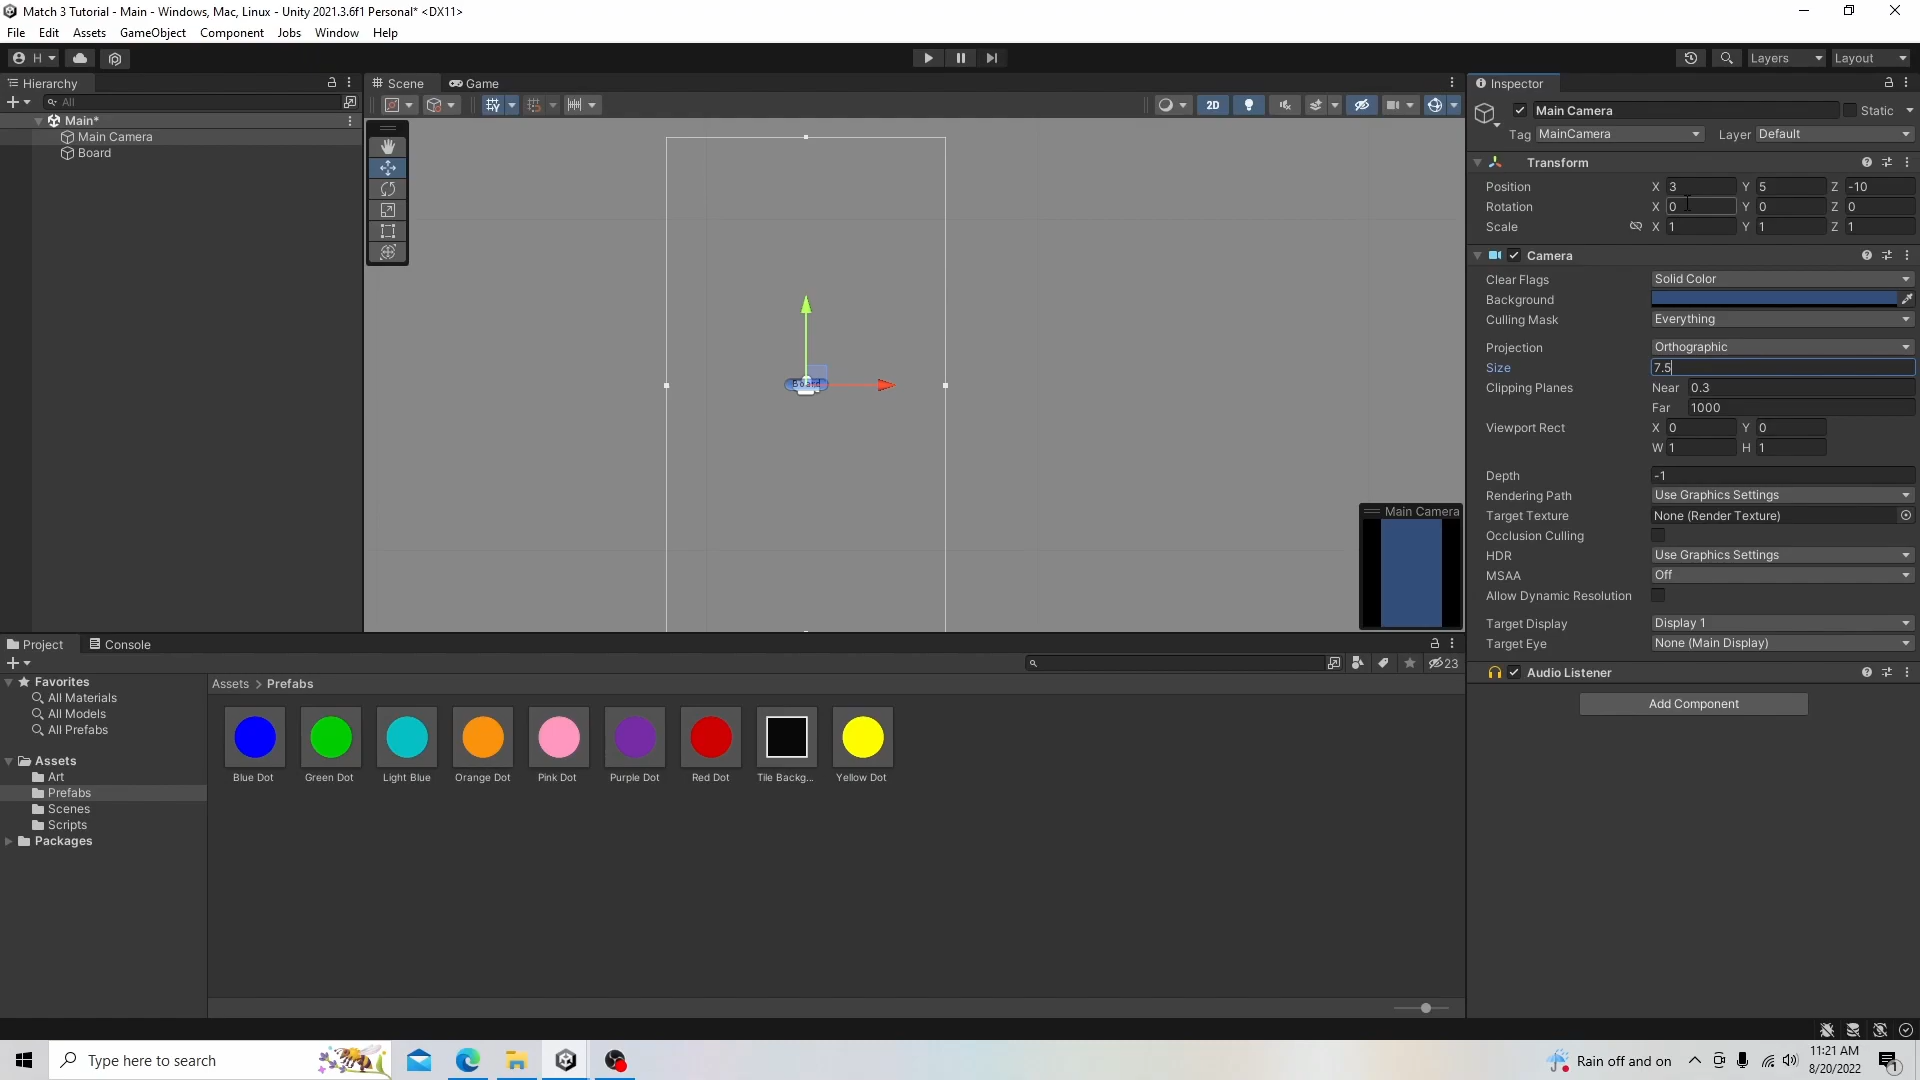 Match 3 Tutorial - Main - Windows, Mac, Linux - Unity 2021.3.6f1 Personal* <DX11>
File Edit Assets GameObject Component Jobs Window Help
H
Layers Layout
Hierarchy
All
Main*
Main Camera
Board
Scene Game
2D
Board
Main Camera
Inspector
Main Camera Static
Tag MainCamera Layer Default
Transform
Position X 3 Y 5 Z -10
Rotation X 0 Y 0 Z 0
Scale X 1 Y 1 Z 1
Camera
Clear Flags Solid Color
Background
Culling Mask Everything
Projection Orthographic
Size 7.5
Clipping Planes Near 0.3
Far 1000
Viewport Rect X 0 Y 0
W 1 H 1
Depth -1
Rendering Path Use Graphics Settings
Target Texture None (Render Texture)
Occlusion Culling
HDR Use Graphics Settings
MSAA Off
Allow Dynamic Resolution
Target Display Display 1
Target Eye None (Main Display)
Audio Listener
Add Component
Project Console
23
Favorites
All Materials
All Models
All Prefabs
Assets
Art
Prefabs
Scenes
Scripts
Packages
Assets > Prefabs
Blue Dot Green Dot Light Blue Orange Dot Pink Dot Purple Dot Red Dot Tile Backg... Yellow Dot
Type here to search
Rain off and on
11:21 AM
8/20/2022
1